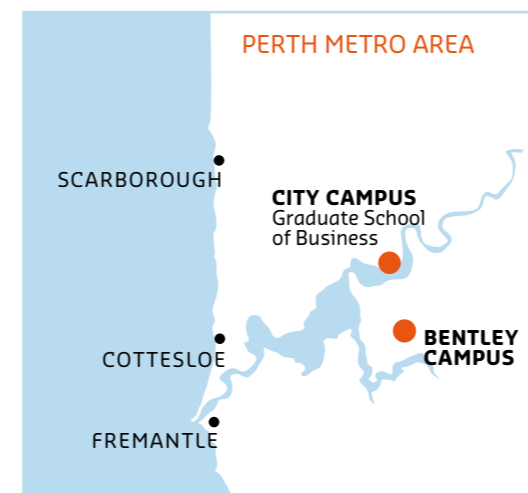 PERTH METRO AREA
SCARBOROUGH
CITY CAMPUS
Graduate School
of Business
BENTLEY
CAMPUS
COTTESLOE
FREMANTLE